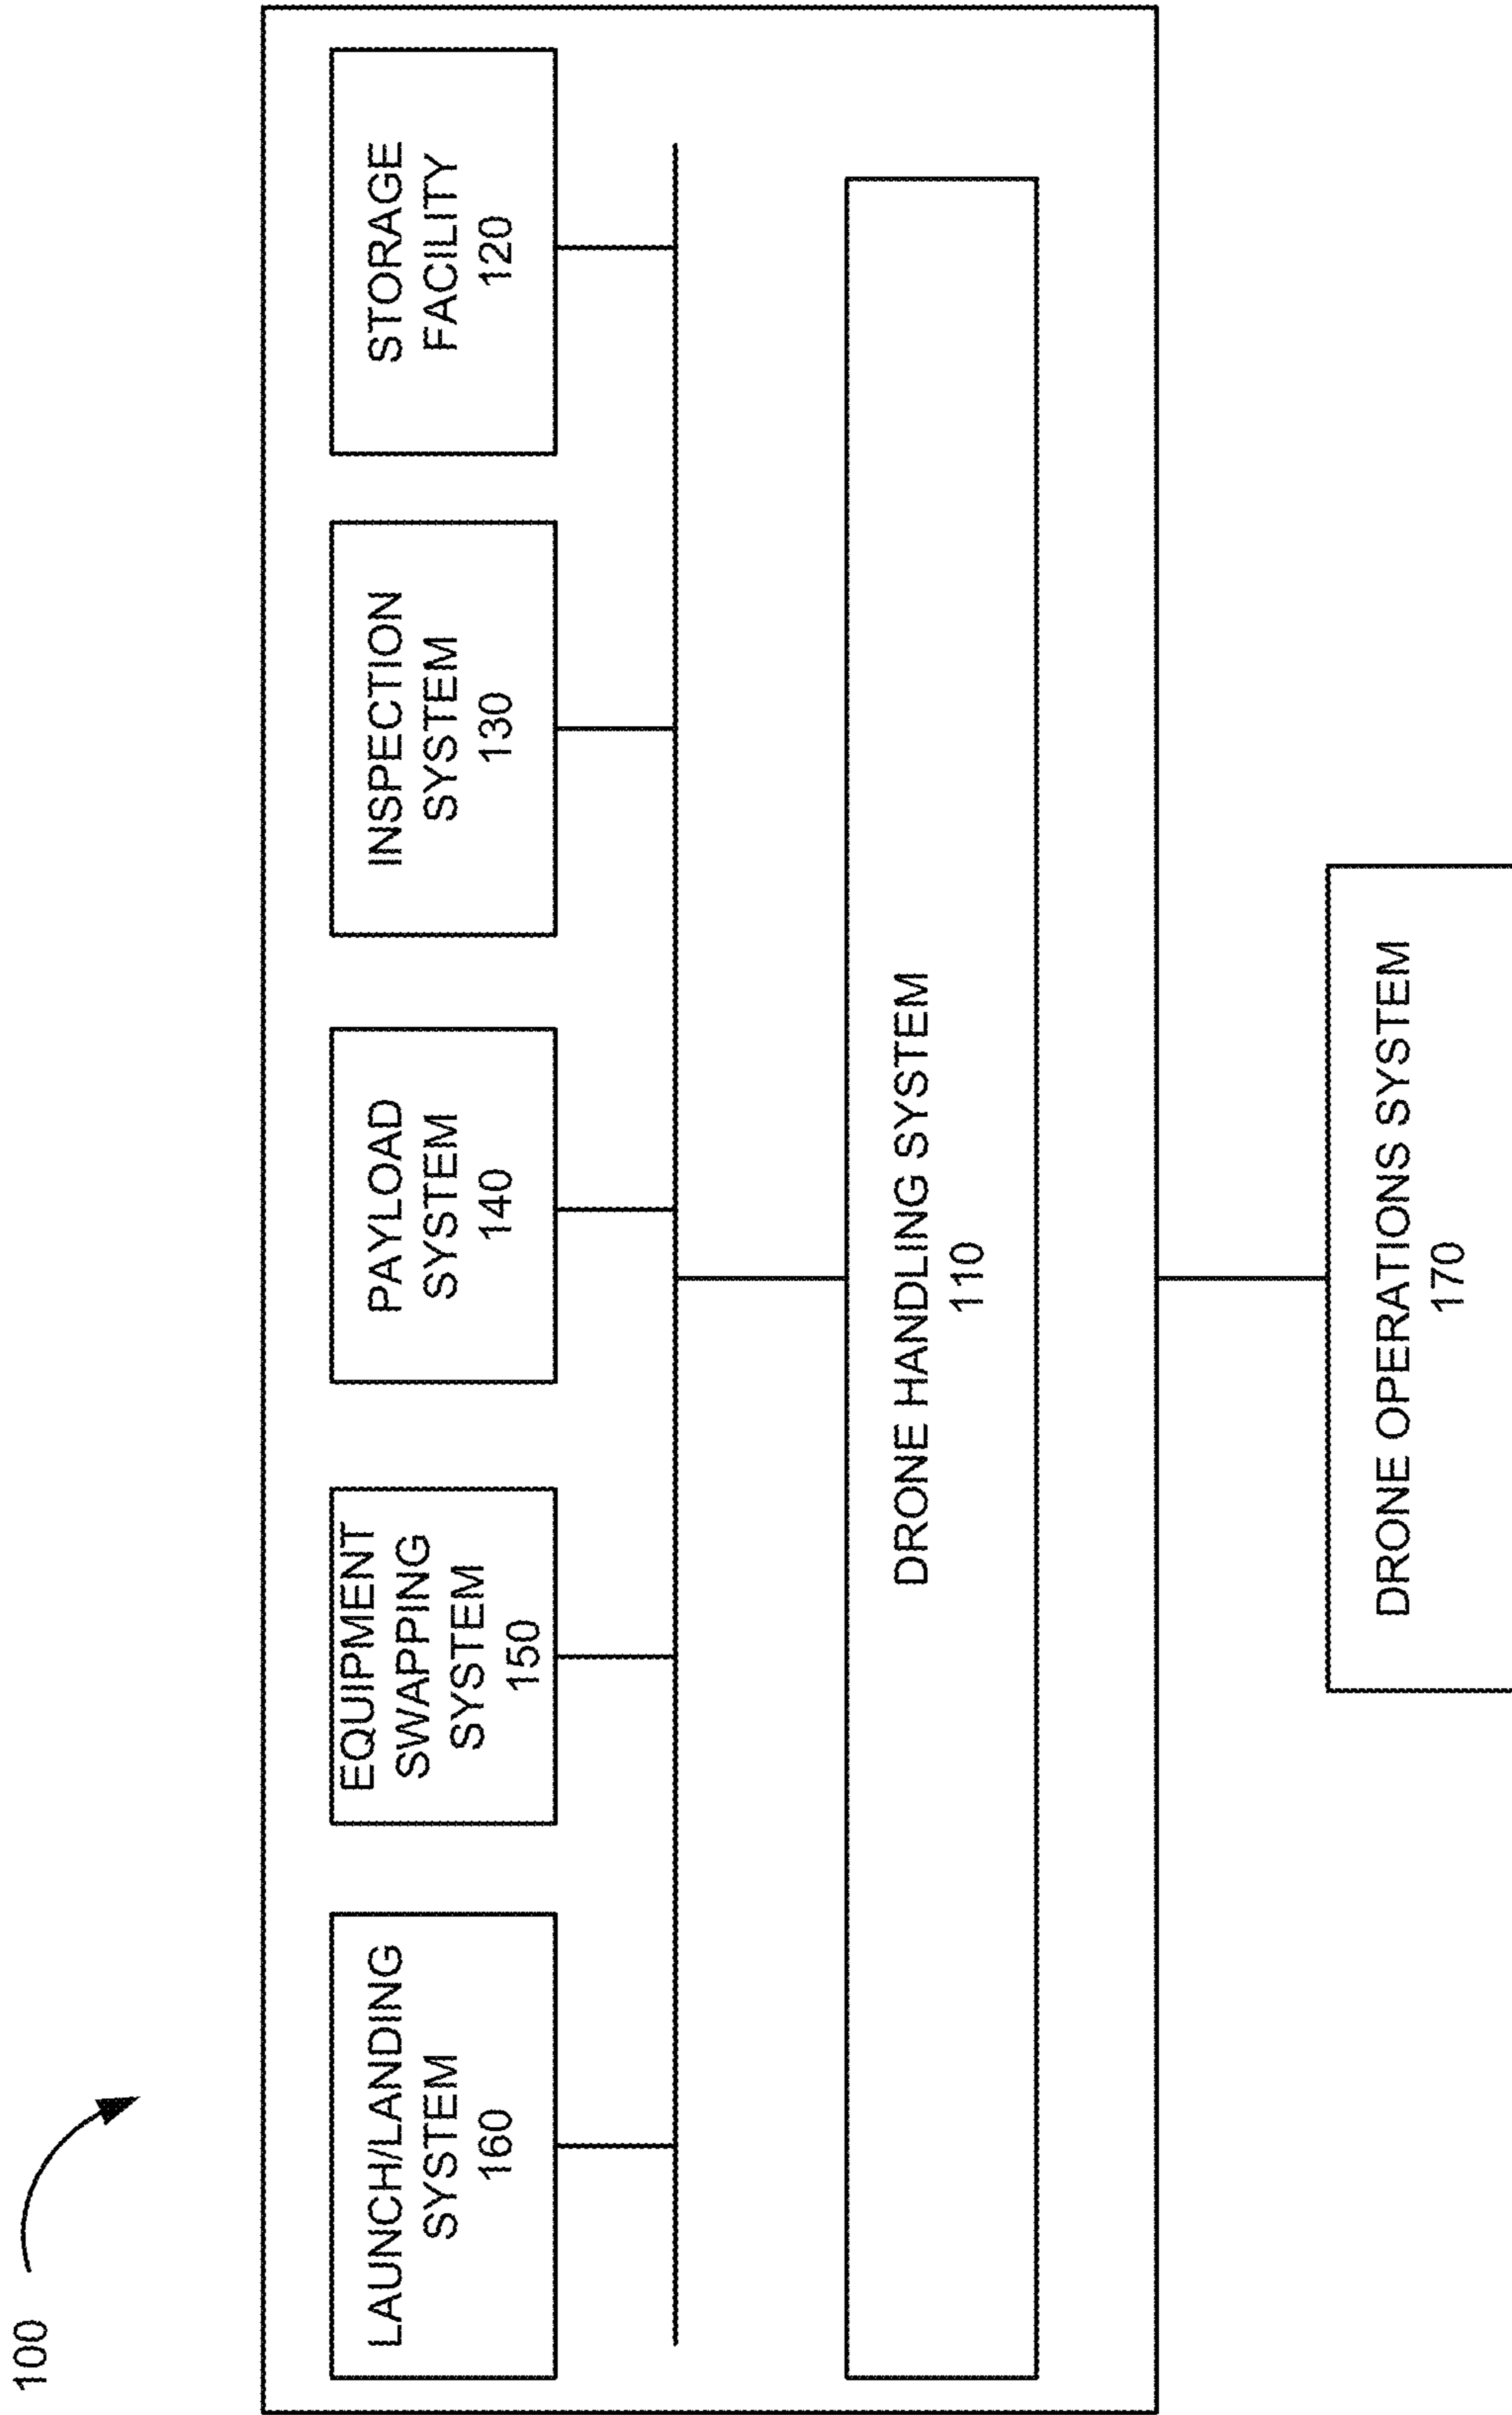 100
LAUNCH/LANDING
SYSTEM
160
EQUIPMENT
SWAPPING
SYSTEM
150
PAYLOAD
SYSTEM
140
INSPECTION
SYSTEM
130
STORAGE
FACILITY
120
DRONE HANDLING SYSTEM
110
DRONE OPERATIONS SYSTEM
170